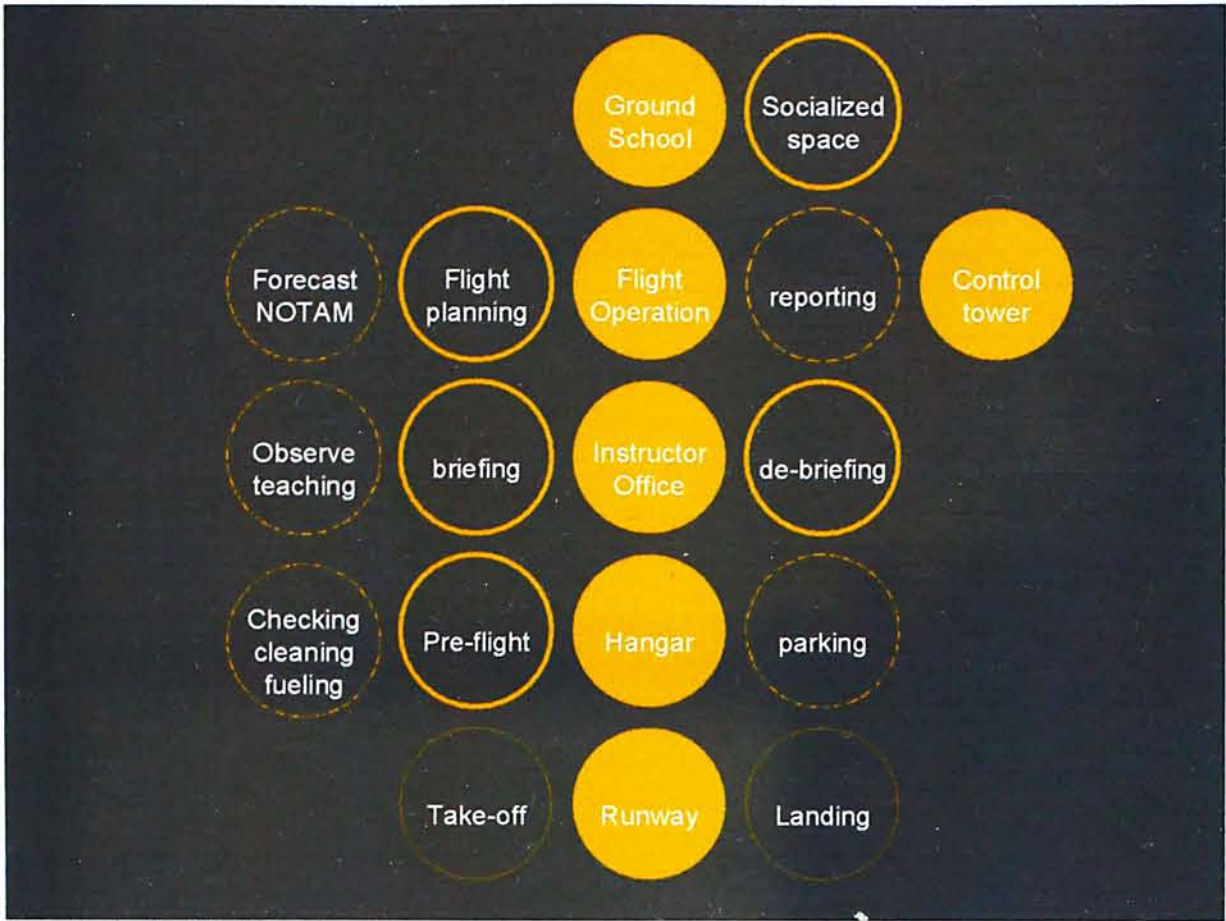 Ground
School
Socialized
space
Forecast
NOTAM
Flight
planning
Flight
Operation
reporting
Control
tower
Observe
teaching
briefing
Instructor
Office
de-briefing
Checking
cleaning
fueling
Pre-flight
Hangar
parking
Take-off
Runway
Landing